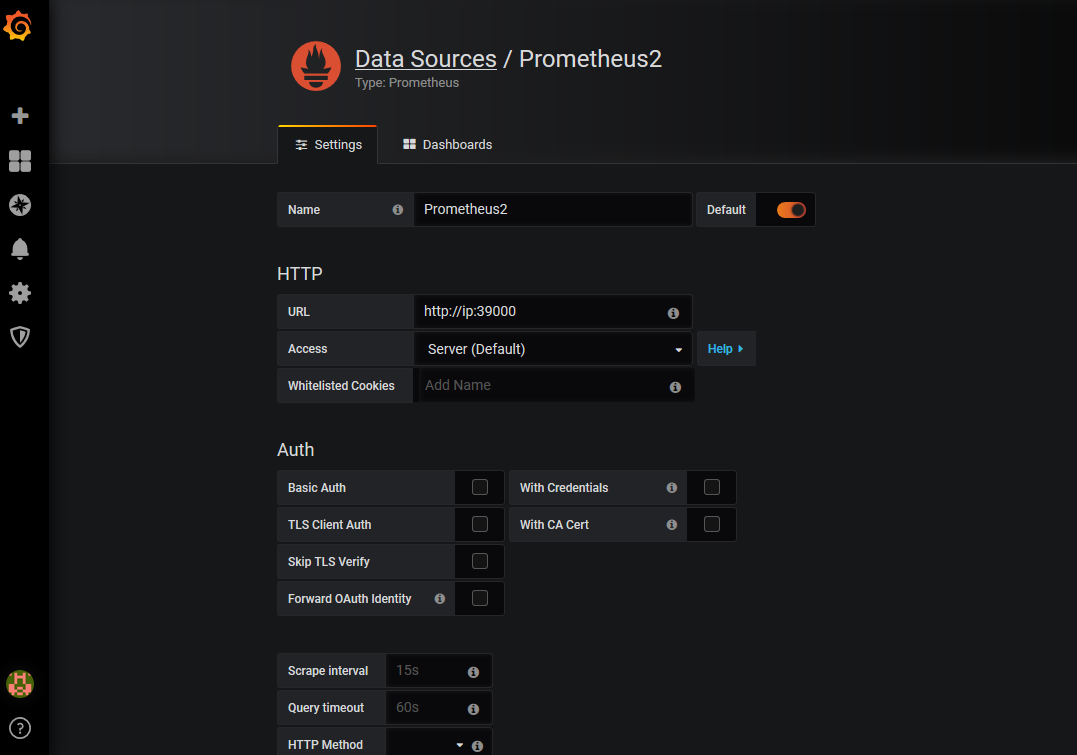 Data Sources / Prometheus2
Type: Prometheus
Settings
Dashboards
Name
Prometheus2
Default
HTTP
URL
http://ip:39000
Access
Server (Default)
Help
Whitelisted Cookies
Add Name
Auth
Basic Auth
With Credentials
TLS Client Auth
With CA Cert
Skip TLS Verify
Forward OAuth Identity
Scrape interval
15s
Query timeout
60s
HTTP Method